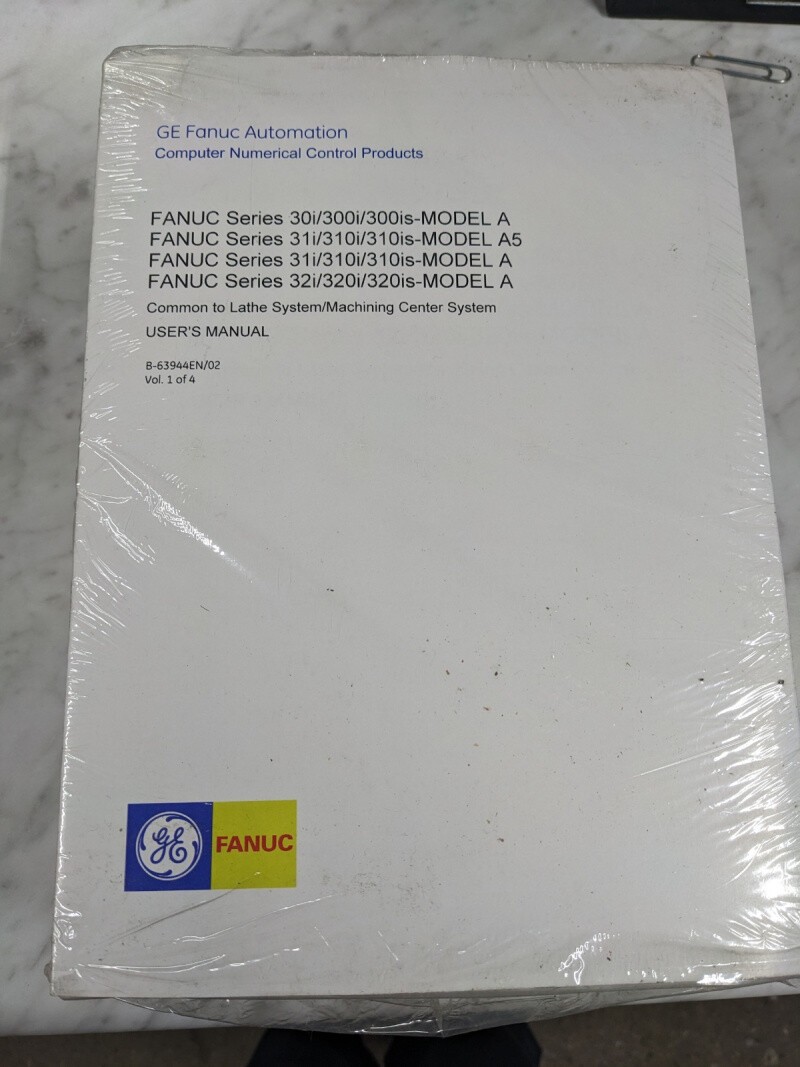 GE Fanuc Automation
Computer Numerical Control Products
FANUC Series 30i/300i/300is-MODEL A
FANUC Series 31i/310i/310is-MODEL A5
FANUC Series 31i/310i/310is-MODEL A
FANUC Series 32i/320i/320is-MODEL A
Common to Lathe System/Machining Center System
USER'S MANUAL
B-63944EN/02
Vol. 1 of 4
GE FANUC